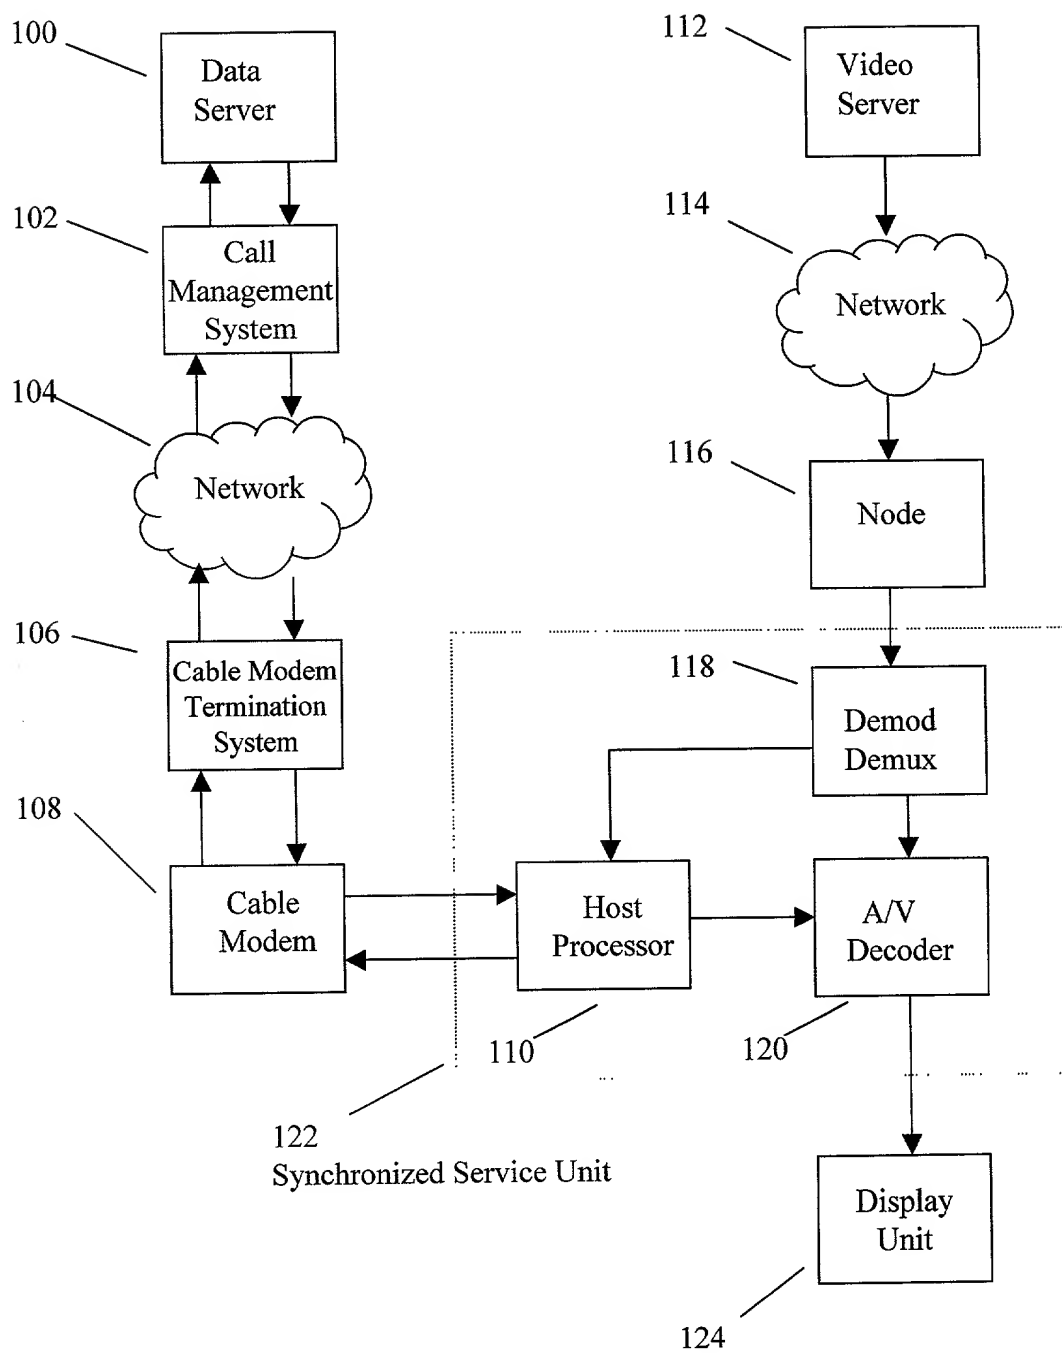 100
Data
Server
102
Call
Management
System
104
Network
106
Cable Modem
Termination
System
108
Cable
Modem
112
Video
Server
114
Network
116
Node
118
Demod
Demux
Host
Processor
110
A/V
Decoder
120
122
Synchronized Service Unit
Display
Unit
124